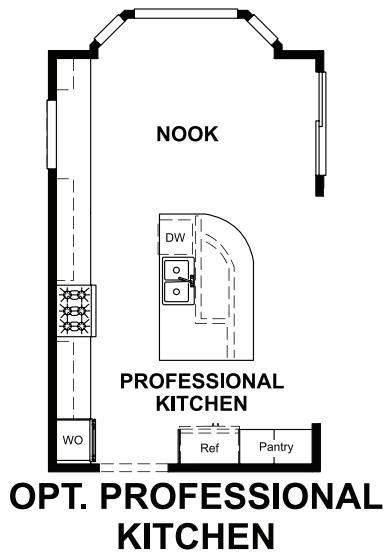 NOOK
DW
PROFESSIONAL
KITCHEN
WO
Ref
Pantry
OPT. PROFESSIONAL
KITCHEN